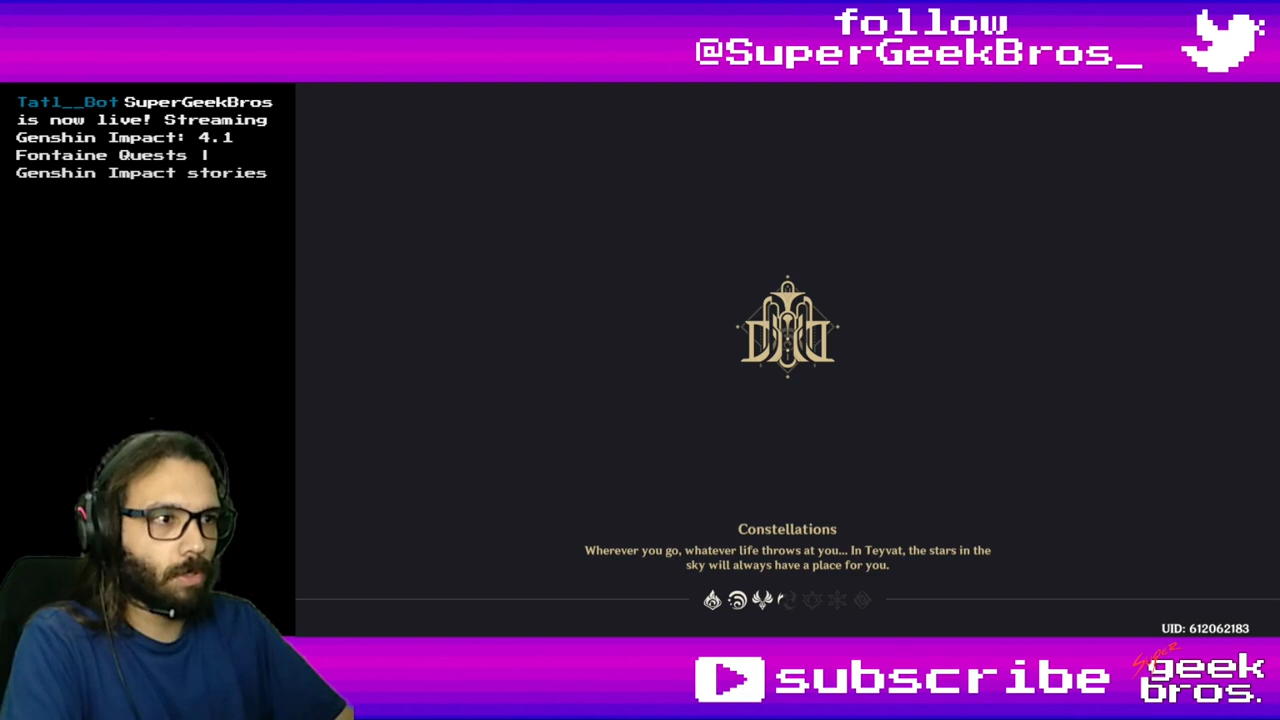 follow
@SuperGeekBros_
Tatl__Bot SuperGeekBros
is now live! Streaming
Genshin Impact: 4.1
Fontaine Quests |
Genshin Impact stories
Constellations
Wherever you go, whatever life throws at you... In Teyvat, the stars in the
sky will always have a place for you.
UID: 612062183
subscribe
SUPER
geek
bros.